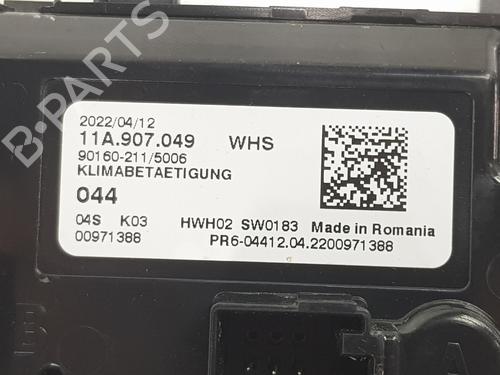 2022/04/12
11A.907.049 WHS
90160-211/5006
KLIMABETAETIGUNG
044
04S K03 HWH02 SW0183 Made in Romania
00971388 PR6-04412.04.2200971388
B-PARTS